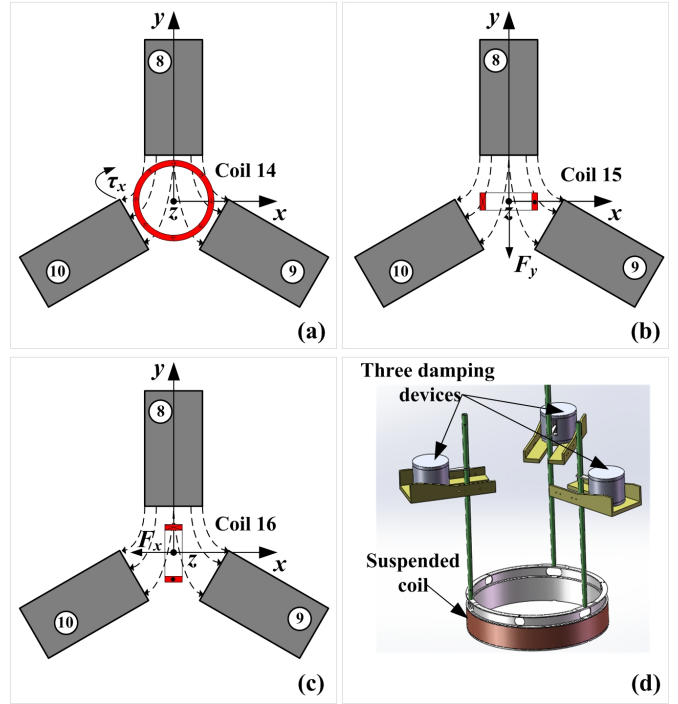 y
8
Coil 14
τx
z
x
10
9
(a)
y
8
Coil 15
z
x
10
Fy
9
(b)
y
8
Coil 16
Fx
z
x
10
9
(c)
Three damping
devices
Suspended
coil
(d)